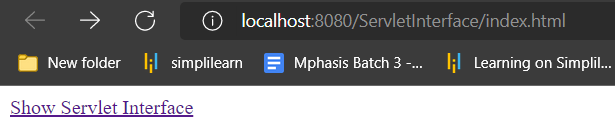 localhost:8080/ServletInterface/index.html
New folder simplilearn Mphasis Batch 3 -... Learning on Simplil...
Show Servlet Interface